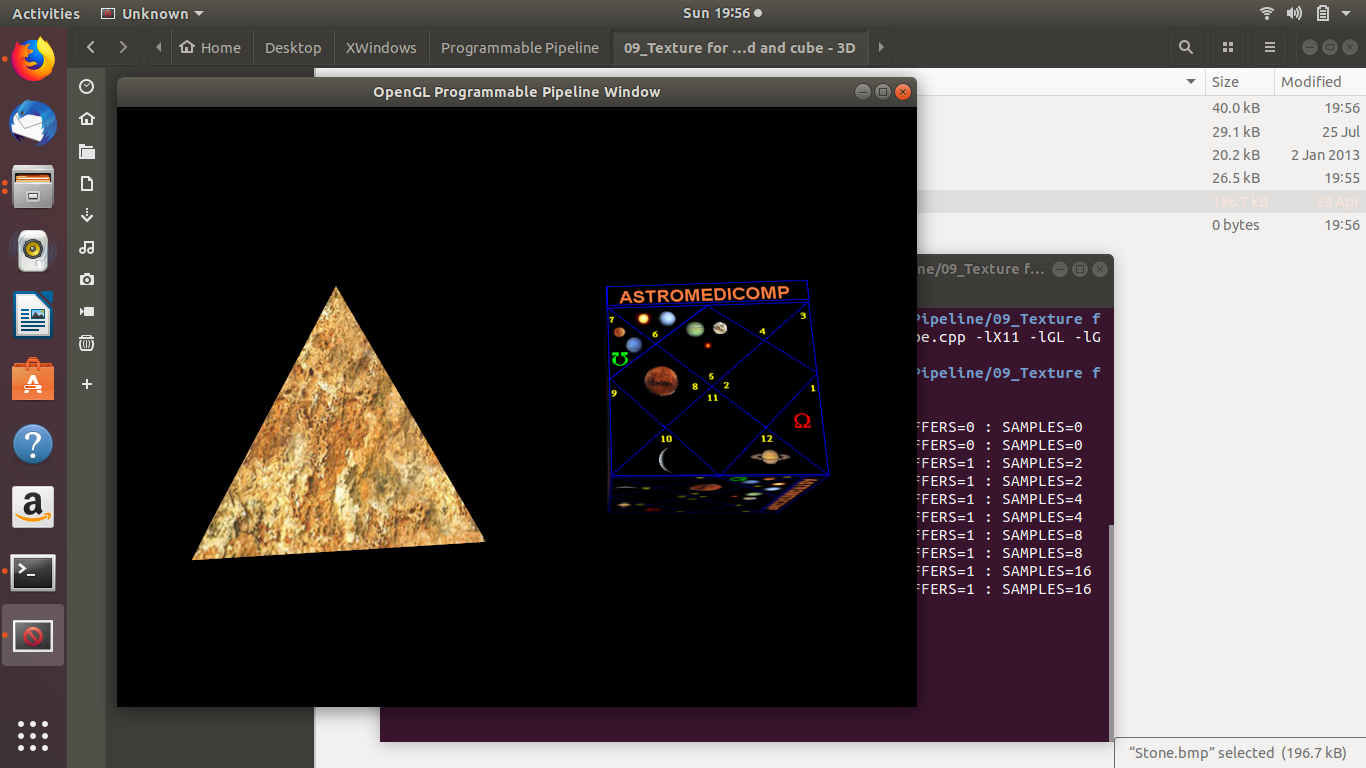 Activities Unknown Sun 19:56
Home Desktop XWindows Programmable Pipeline 09_Texture for ...d and cube - 3D
Size Modified
OpenGL Programmable Pipeline Window
40.0 kB 19:56
29.1 kB 25 Jul
20.2 kB 2 Jan 2013
26.5 kB 19:55
196.7 kB 29 Apr
0 bytes 19:56
ne/09_Texture f...
ASTROMEDICOMP
7 6 4 3
Ω
5
8 2
9 11 1
Ω
10 12
Pipeline/09_Texture f
be.cpp -lX11 -lGL -lG
Pipeline/09_Texture f
FFERS=0 : SAMPLES=0
FFERS=0 : SAMPLES=0
FFERS=1 : SAMPLES=2
FFERS=1 : SAMPLES=2
FFERS=1 : SAMPLES=4
FFERS=1 : SAMPLES=4
FFERS=1 : SAMPLES=8
FFERS=1 : SAMPLES=8
FFERS=1 : SAMPLES=16
FFERS=1 : SAMPLES=16
“Stone.bmp” selected (196.7 kB)